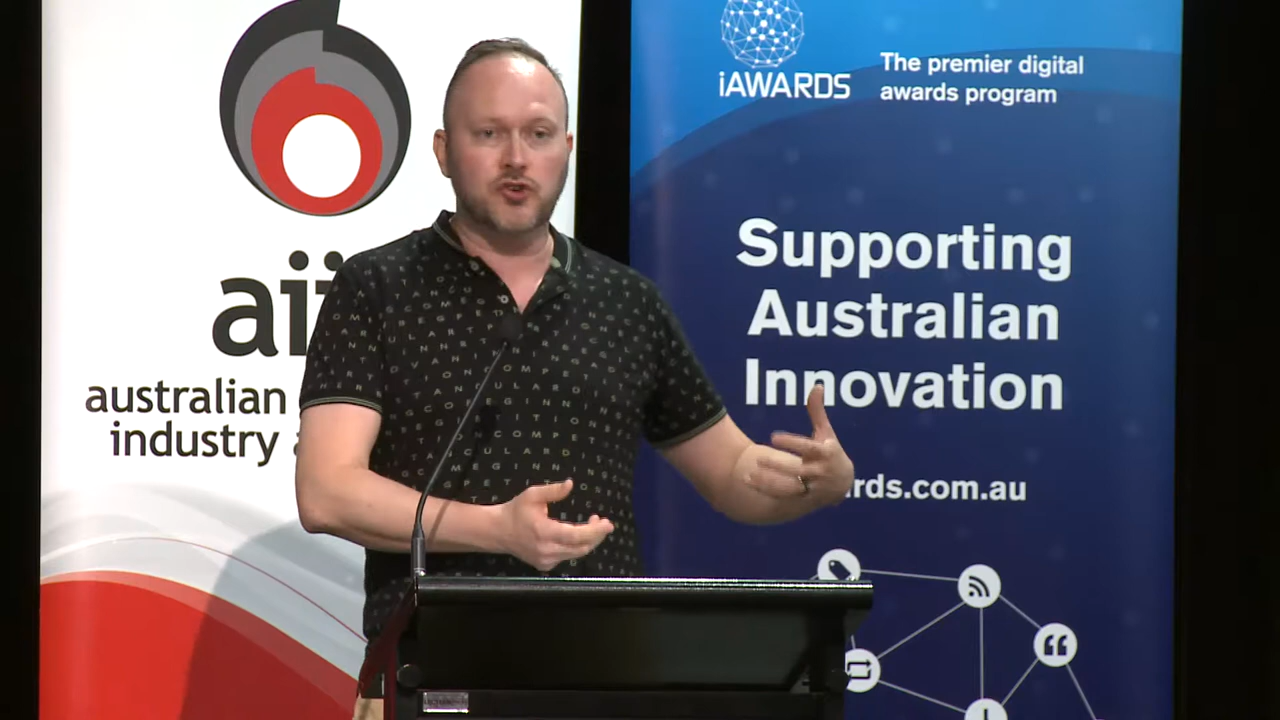 aii
australian
industry
iAWARDS
The premier digital
awards program
Supporting
Australian
Innovation
rds.com.au